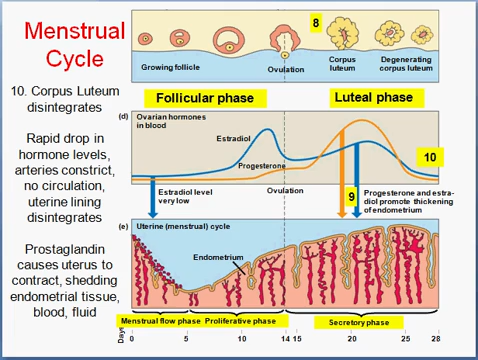 Menstrual
Cycle
10. Corpus Luteum
disintegrates
Rapid drop in
hormone levels,
arteries constrict,
no circulation,
uterine lining
disintegrates
Prostaglandin
causes uterus to
contract, shedding
endometrial tissue,
blood, fluid
8
Growing follicle
Ovulation
Corpus
luteum
Degenerating
corpus luteum
Follicular phase
Luteal phase
(d)
Ovarian hormones
in blood
Estradiol
Progesterone
10
Estradiol level
very low
Ovulation
9
Progesterone and estra-
diol promote thickening
of endometrium
(e)
Uterine (menstrual) cycle
Endometrium
Menstrual flow phase
Proliferative phase
Secretory phase
Days
0 5 10 14 15 20 25 28